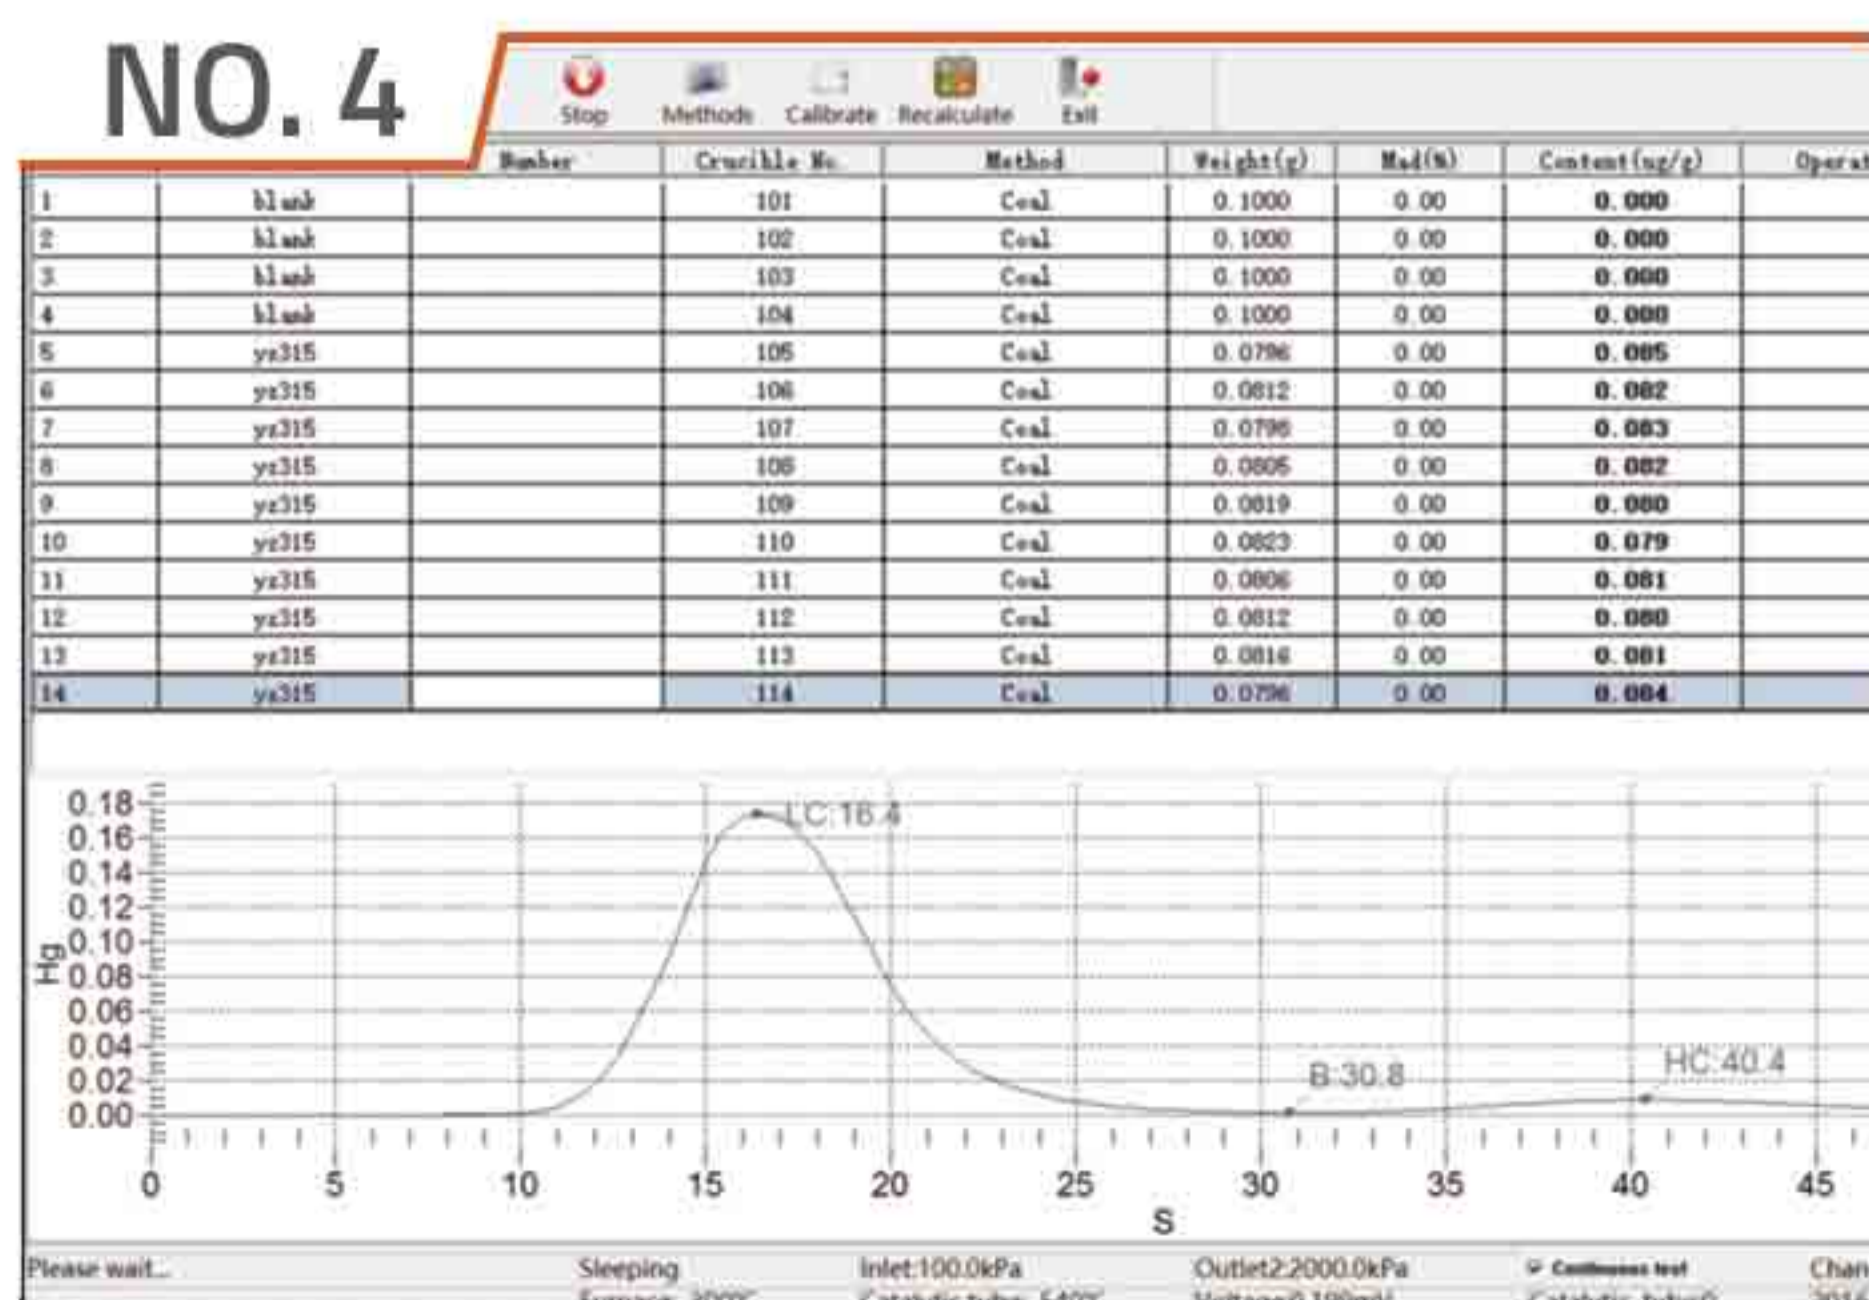 NO. 4
Stop Methods Calibrate Recalculate Exit
Number Crucible No. Method Weight(g) Mad(%) Content(ug/g) Operat
1 blank 101 Coal 0.1000 0.00 0.000
2 blank 102 Coal 0.1000 0.00 0.000
3 blank 103 Coal 0.1000 0.00 0.000
4 blank 104 Coal 0.1000 0.00 0.000
5 yz315 105 Coal 0.0796 0.00 0.085
6 yz315 106 Coal 0.0812 0.00 0.082
7 yz315 107 Coal 0.00 0.083
8 yz315 108 Coal 0.0805 0.00 0.082
9 yz315 109 Coal 0.0819 0.00 0.080
10 yz315 110 Coal 0.0823 0.00 0.079
11 yz315 111 Coal 0.0806 0.00 0.081
12 yz315 112 Coal 0.0812 0.00 0.080
13 yz315 113 Coal 0.0816 0.00 0.081
14 yz315 114 Coal 0.0796 0.00 0.084
0.18
LC:16.4
0.16
0.14
0.12
0.10
Hg
0.08
0.06
0.04
HC:40.4
0.02
B:30.8
0.00
0 5 10 15 20 25 30 35 40 45
S
Please wait... Sleeping Inlet:100.0kPa Outlet2:2000.0kPa Continuous test Chan